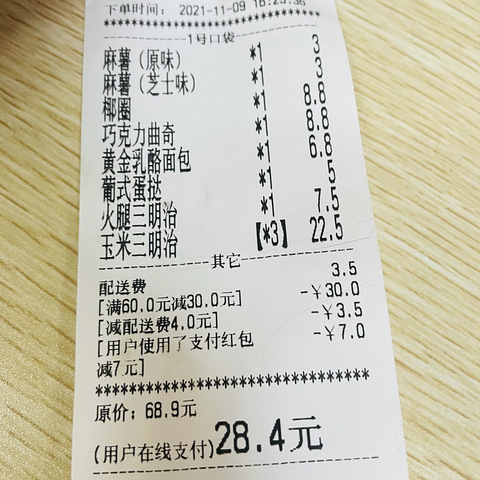 下单时间: 2021-11-09 16:25:36
1号口袋
麻薯（原味） *1 3
麻薯（芝士味） *1 3
椰圈 *1 8.8
巧克力曲奇 *1 8.8
黄金乳酪面包 *1 6.8
葡式蛋挞 *1 5
火腿三明治 *1 7.5
玉米三明治 【*3】 22.5
其它
配送费 3.5
[满60.0元减30.0元] -￥30.0
[减配送费4.0元] -￥3.5
[用户使用了支付红包 -￥7.0
减7元]
*********************************
原价: 68.9元
(用户在线支付)28.4元